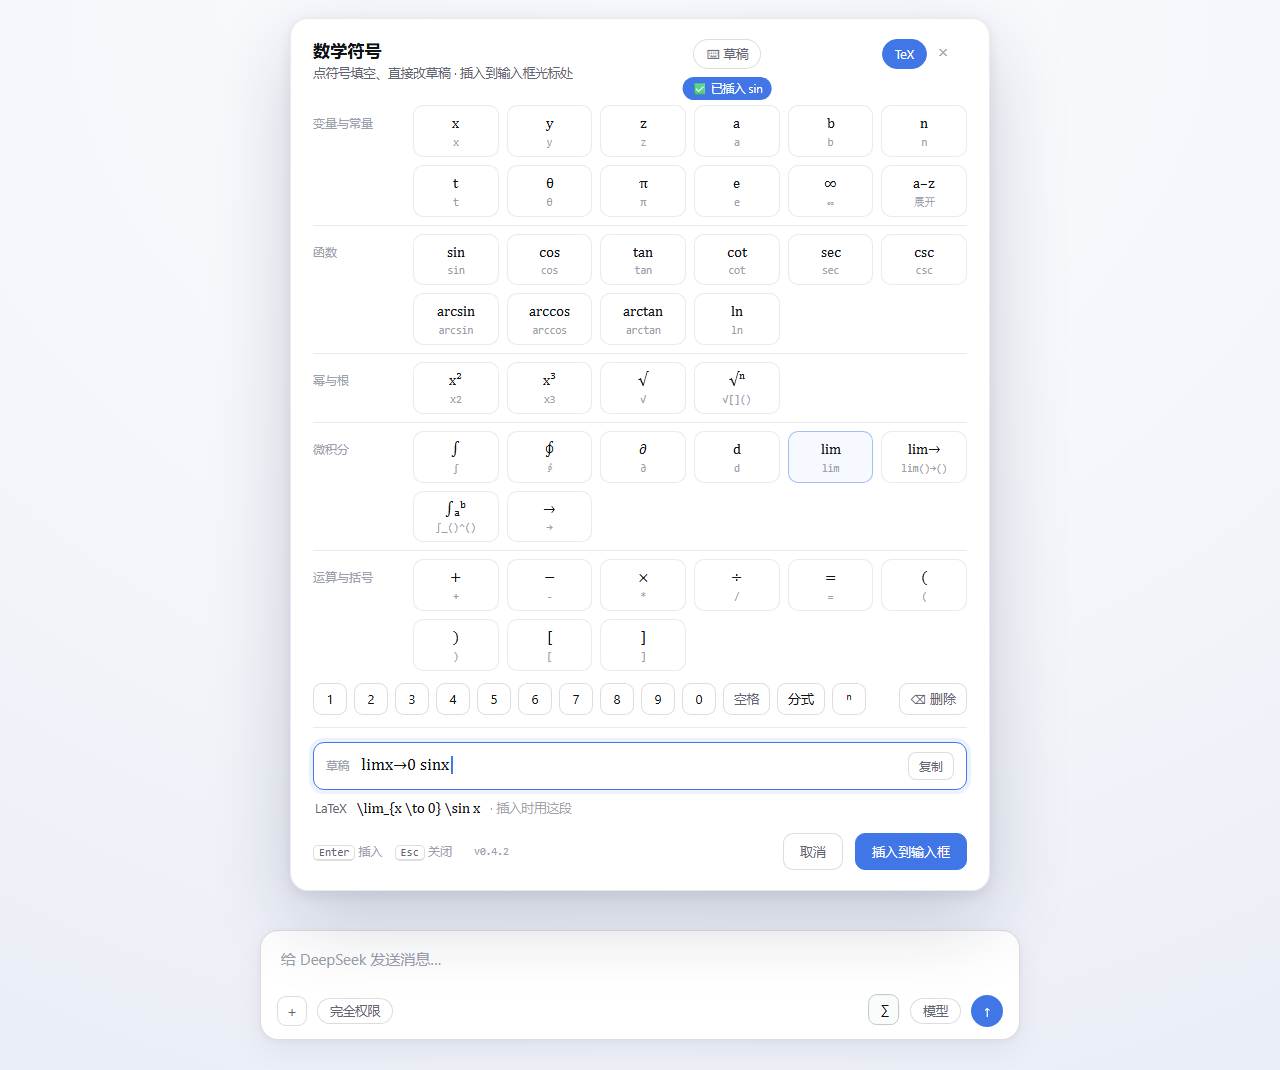 数学符号
草稿
TeX
×
点符号填空、直接改草稿 · 插入到输入框光标处
✅ 已插入 sin
变量与常量
x y z a b n
x y z a b n
t θ π e ∞ a–z
t θ π e ∞ 展开
函数
sin cos tan cot sec csc
sin cos tan cot sec csc
arcsin arccos arctan ln
arcsin arccos arctan ln
幂与根
x² x³ √ √ⁿ
x2 x3 √ √[]()
微积分
∫ ∮ ∂ d lim lim→
∫ ∮ ∂ d lim lim()→()
∫ₐᵇ →
∫_()^() →
运算与括号
+ − × ÷ = (
+ - * / = (
) [ ]
) [ ]
1 2 3 4 5 6 7 8 9 0 空格 分式 ⁿ ⌫ 删除
草稿 limx→0 sinx 复制
LaTeX \lim_{x \to 0} \sin x · 插入时用这段
Enter 插入 Esc 关闭 v0.4.2 取消 插入到输入框
给 DeepSeek 发送消息...
+ 完全权限 ∑ 模型 ↑